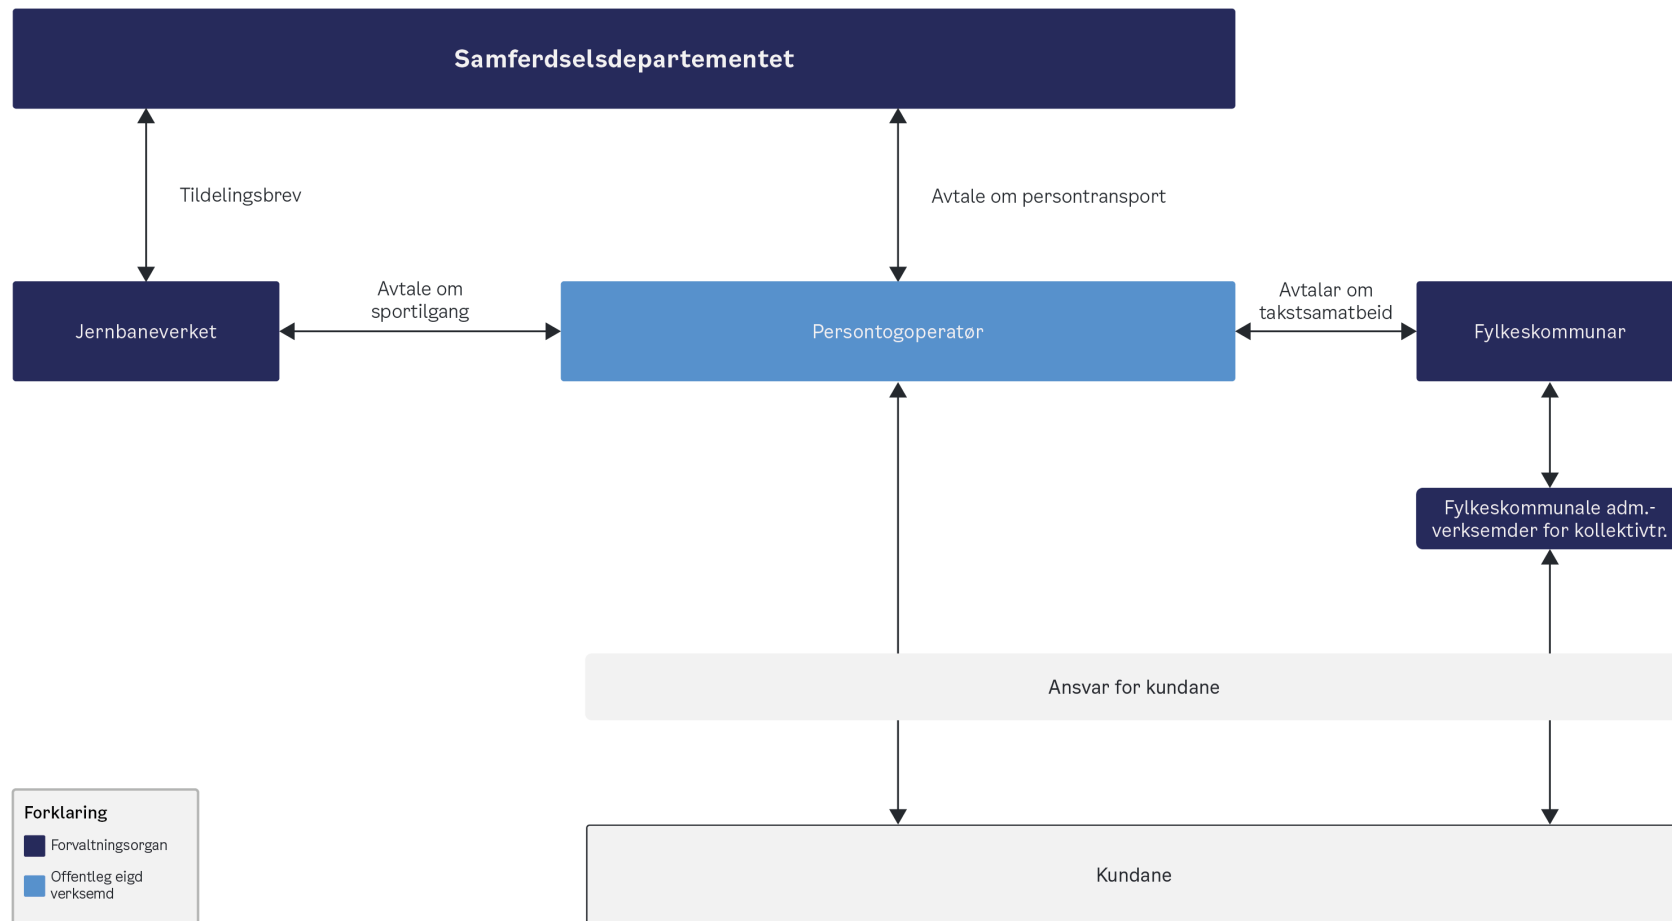 Samferdselsdepartementet
Tildelingsbrev
Avtale om persontransport
Avtale om
sportilgang
Avtalar om
takstsamatbeid
Jernbaneverket
Persontogoperatør
Fylkeskommunar
Fylkeskommunale adm.-
verksemder for kollektivtr.
Ansvar for kundane
Kundane
Forklaring
Forvaltningsorgan
Offentleg eigd
verksemd